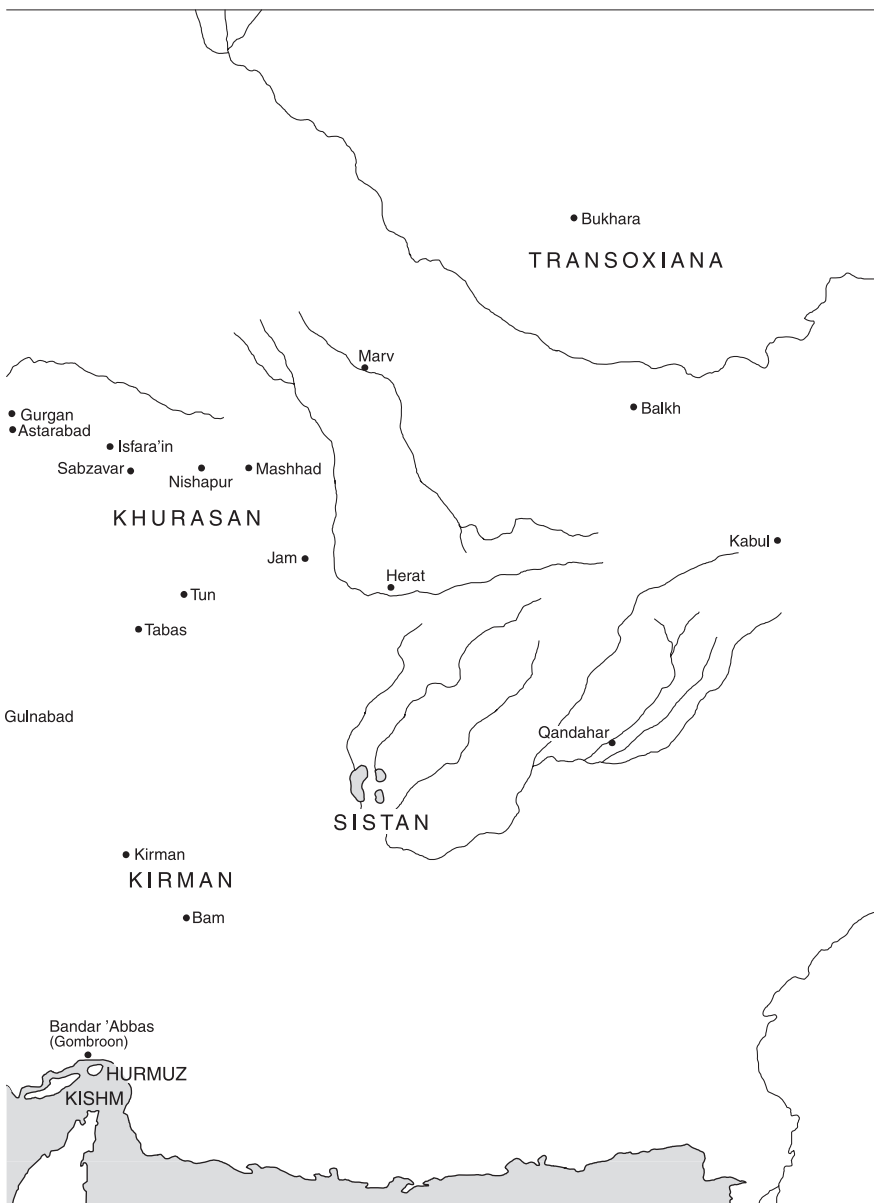 Bukhara
TRANSOXIANA
Marv
Balkh
Gurgan
Astarabad
Isfara'in
Sabzavar
Nishapur
Mashhad
KHURASAN
Kabul
Jam
Herat
Tun
Tabas
Gulnabad
Qandahar
SISTAN
Kirman
KIRMAN
Bam
Bandar 'Abbas
(Gombroon)
HURMUZ
KISHM